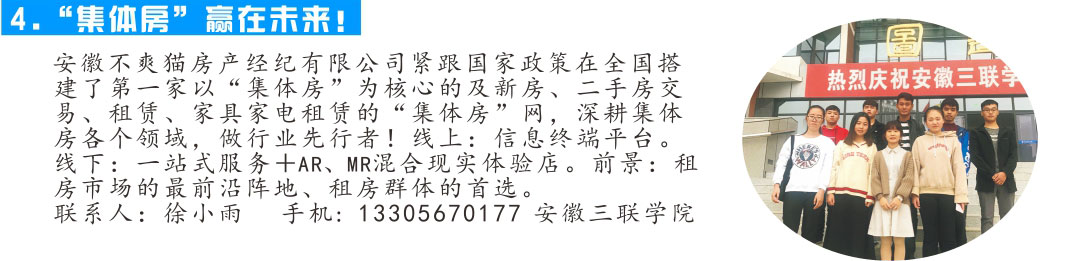 4.“集体房”赢在未来!
安徽不爽猫房产经纪有限公司紧跟国家政策在全国搭
建了第一家以“集体房”为核心的及新房、二手房交
易、租赁、家具家电租赁的“集体房”网，深耕集体
房各个领域，做行业先行者！线上：信息终端平台。
线下：一站式服务＋AR、MR混合现实体验店。前景：租
房市场的最前沿阵地、租房群体的首选。
联系人：徐小雨 手机：13305670177 安徽三联学院
热烈庆祝安徽三联学